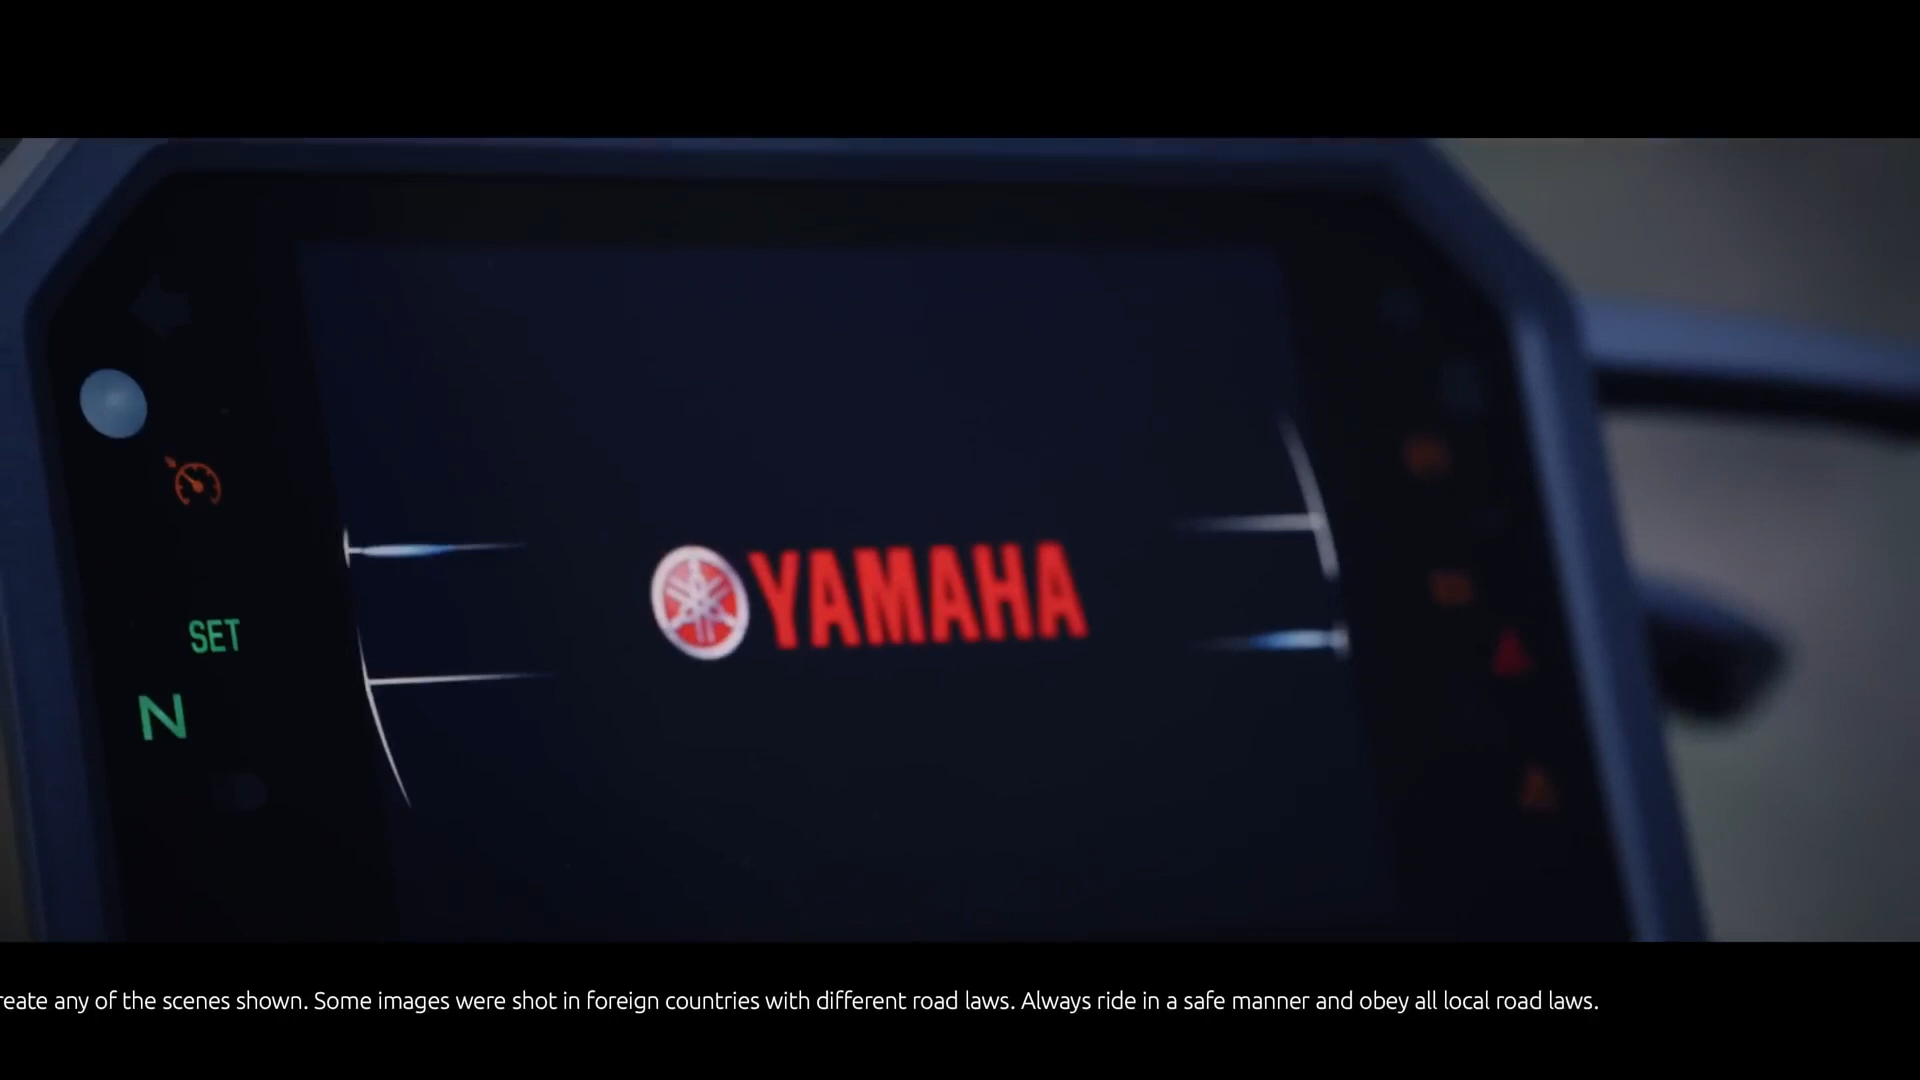 YAMAHA
SET
N
reate any of the scenes shown. Some images were shot in foreign countries with different road laws. Always ride in a safe manner and obey all local road laws.